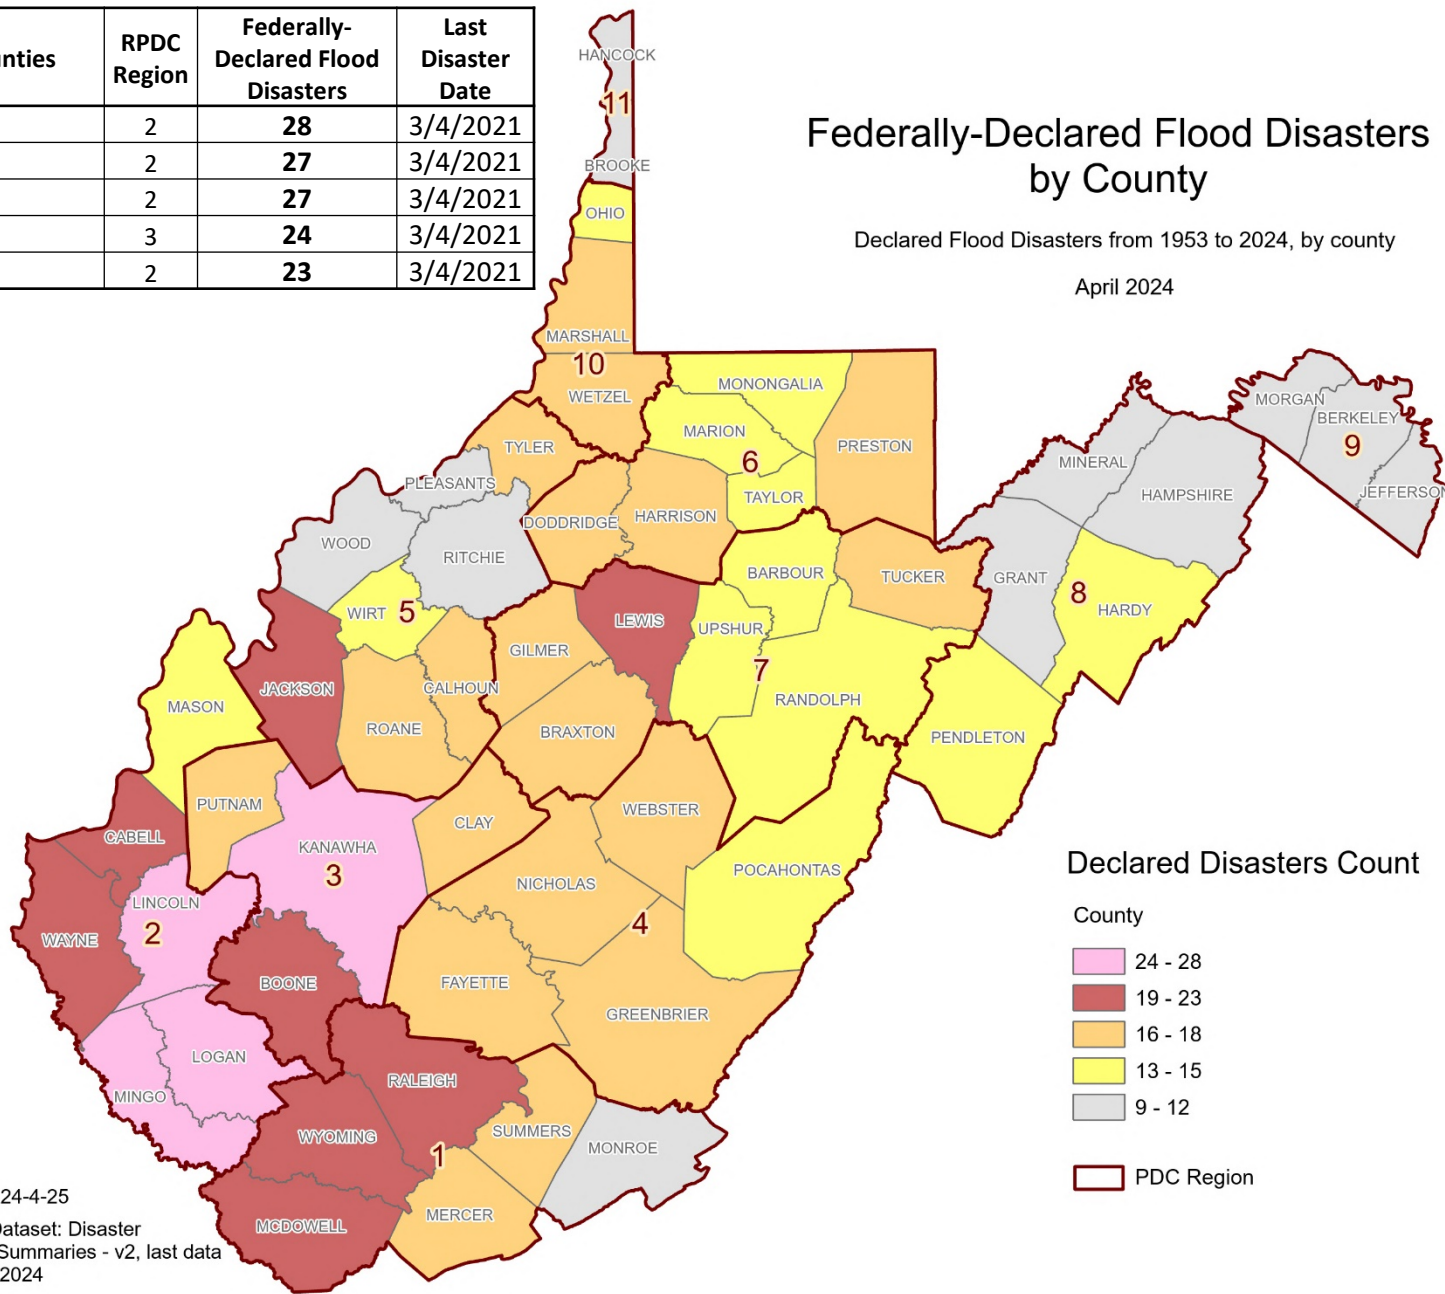 Federally-
Declared Flood
Disasters
RPDC
Region
Last
Disaster
Date
2 28 3/4/2021
2 27 3/4/2021
2 27 3/4/2021
3 24 3/4/2021
2 23 3/4/2021
Federally-Declared Flood Disasters
by County
Declared Flood Disasters from 1953 to 2024, by county
April 2024
HANCOCK
11
BROOKE
OHIO
MARSHALL
10
WETZEL
MONONGALIA
MARION
6
PRESTON
TYLER
TAYLOR
PLEASANTS
DODDRIDGE
HARRISON
WOOD
RITCHIE
MORGAN
BERKELEY
9
JEFFERSON
MINERAL
HAMPSHIRE
GRANT
8
HARDY
BARBOUR
TUCKER
WIRT
5
LEWIS
UPSHUR
GILMER
7
RANDOLPH
JACKSON
CALHOUN
MASON
ROANE
BRAXTON
PENDLETON
PUTNAM
CLAY
WEBSTER
CABELL
KANAWHA
3
POCAHONTAS
NICHOLAS
LINCOLN
2
WAYNE
4
BOONE
FAYETTE
GREENBRIER
LOGAN
MINGO
RALEIGH
WYOMING
1
SUMMERS
MONROE
MERCER
MCDOWELL
Declared Disasters Count
County
24 - 28
19 - 23
16 - 18
13 - 15
9 - 12
PDC Region
24-4-25
Disaster
Summaries - v2, last data
2024